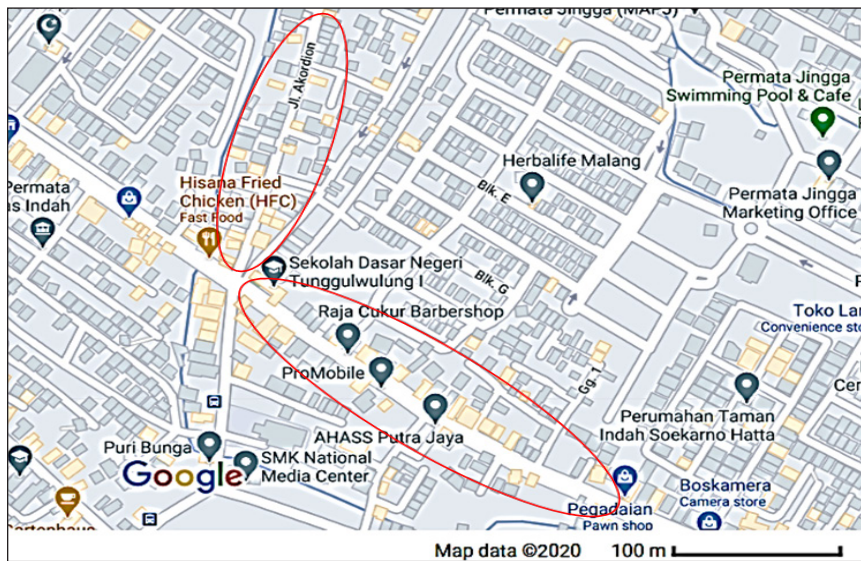 Permata Jingga (MAPJ)
Permata Jingga
Swimming Pool & Cafe
Jl. Akordion
Herbalife Malang
Permata Jingga
Marketing Office
Hisana Fried
Chicken (HFC)
Fast Food
Permata
as Indah
Blk. E
Sekolah Dasar Negeri
Tunggulwulung I
Blk. G
Raja Cukur Barbershop
Toko
Convenience
ProMobile
Gg. 1
AHASS Putra Jaya
Perumahan Taman
Indah Soekarno Hatta
Puri Bunga
SMK National
Media Center
Google
Boskamera
Camera store
Pegadaian
Pawn shop
Map data ©2020
100 m